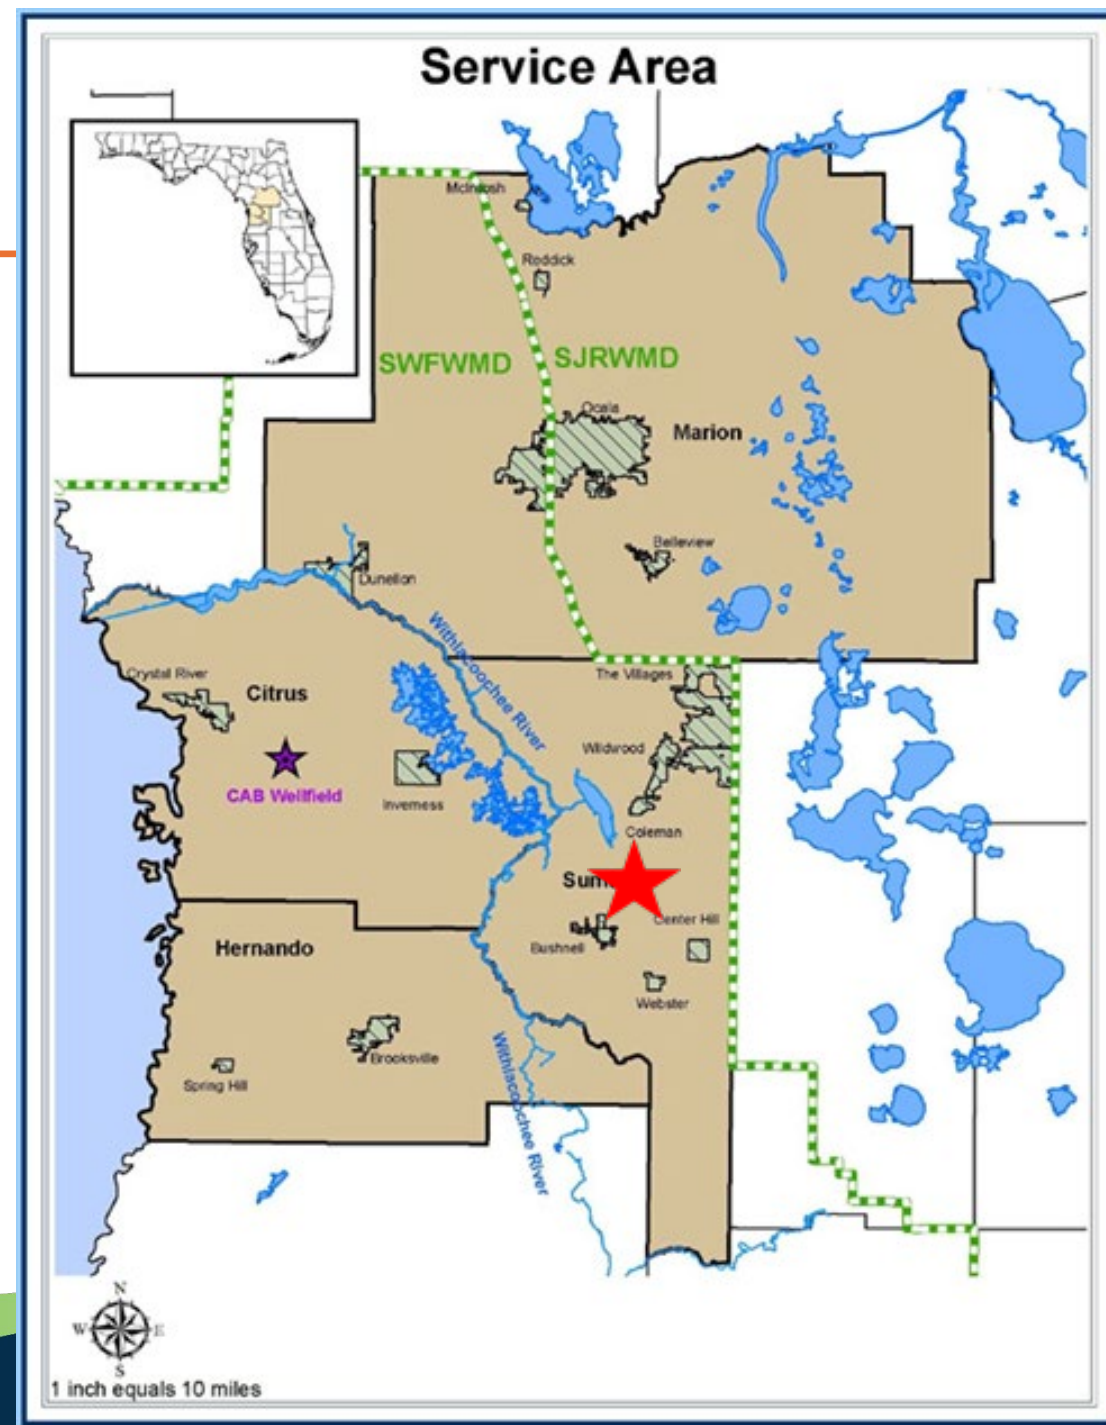 Service Area
McIntosh
Reddick
SWFWMD
SJRWMD
Ocala
Marion
Belleview
Dunellon
Withlacoochee River
Crystal River
Citrus
The Villages
Wildwood
CAB Wellfield
Inverness
Coleman
Sum
Center Hill
Bushnell
Hernando
Webster
Withlacoochee River
Brooksville
Spring Hill
N
W E
S
1 inch equals 10 miles